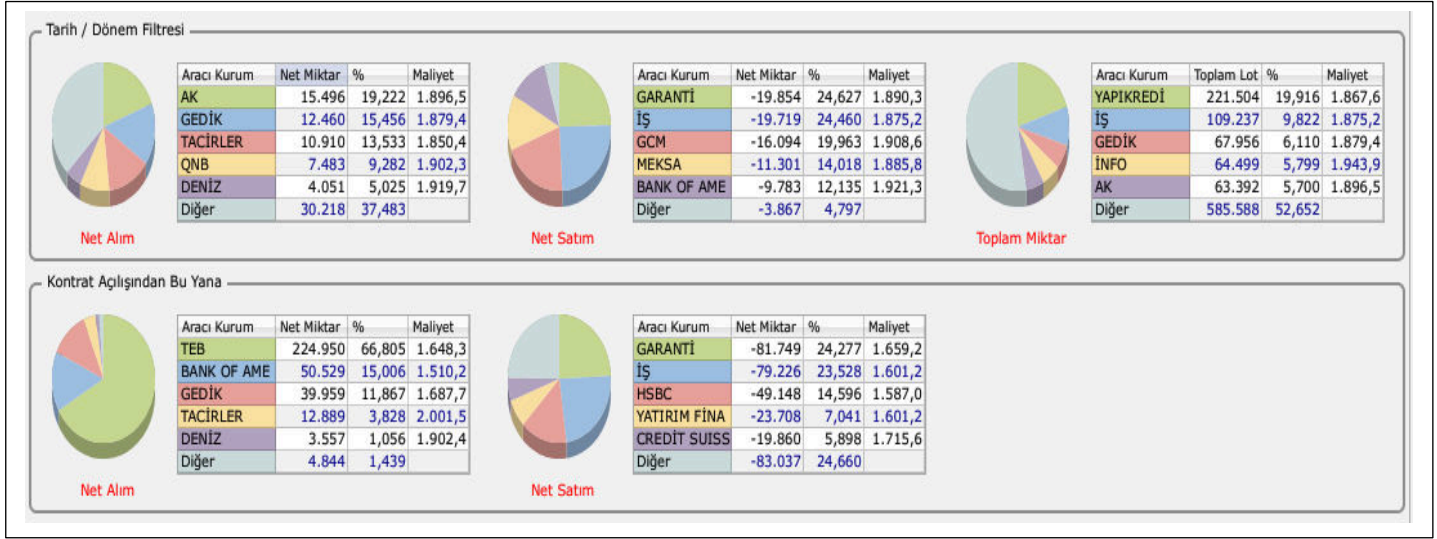 Tarih / Dönem Filtresi
Aracı Kurum Net Miktar % Maliyet
AK 15.496 19,222 1.896,5
GEDİK 12.460 15,456 1.879,4
TACİRLER 10.910 13,533 1.850,4
QNB 7.483 9,282 1.902,3
DENİZ 4.051 5,025 1.919,7
Diğer 30.218 37,483
Net Alım
Aracı Kurum Net Miktar % Maliyet
GARANTİ -19.854 24,627 1.890,3
İŞ -19.719 24,460 1.875,2
GCM -16.094 19,963 1.908,6
MEKSA -11.301 14,018 1.885,8
BANK OF AME -9.783 12,135 1.921,3
Diğer -3.867 4,797
Net Satım
Aracı Kurum Toplam Lot % Maliyet
YAPIKREDİ 221.504 19,916 1.867,6
İŞ 109.237 9,822 1.875,2
GEDİK 67.956 6,110 1.879,4
İNFO 64.499 5,799 1.943,9
AK 63.392 5,700 1.896,5
Diğer 585.588 52,652
Toplam Miktar
Kontrat Açılışından Bu Yana
Aracı Kurum Net Miktar % Maliyet
TEB 224.950 66,805 1.648,3
BANK OF AME 50.529 15,006 1.510,2
GEDİK 39.959 11,867 1.687,7
TACİRLER 12.889 3,828 2.001,5
DENİZ 3.557 1,056 1.902,4
Diğer 4.844 1,439
Net Alım
Aracı Kurum Net Miktar % Maliyet
GARANTİ -81.749 24,277 1.659,2
İŞ -79.226 23,528 1.601,2
HSBC -49.148 14,596 1.587,0
YATIRIM FİNA -23.708 7,041 1.601,2
CREDİT SUISS -19.860 5,898 1.715,6
Diğer -83.037 24,660
Net Satım